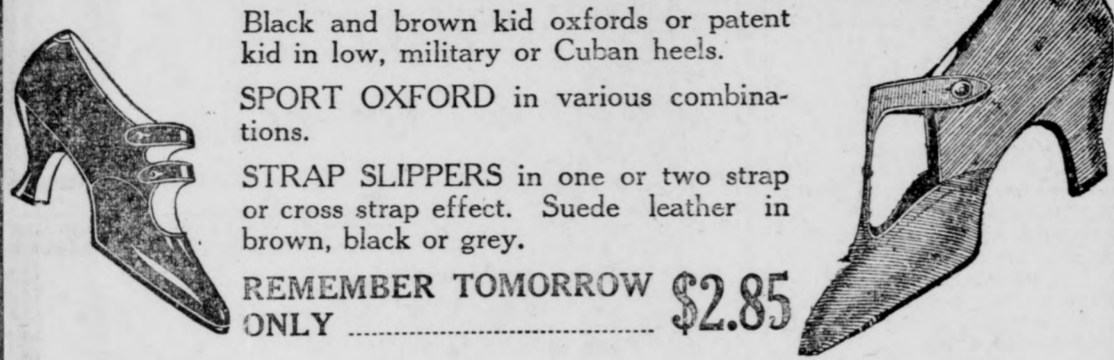 Black and brown kid oxfords or patent
kid in low, military or Cuban heels.
SPORT OXFORD in various combina-
tions.
STRAP SLIPPERS in one or two strap
or cross strap effect. Suede leather in
brown, black or grey.
REMEMBER TOMORROW
ONLY ........................................ $2.85